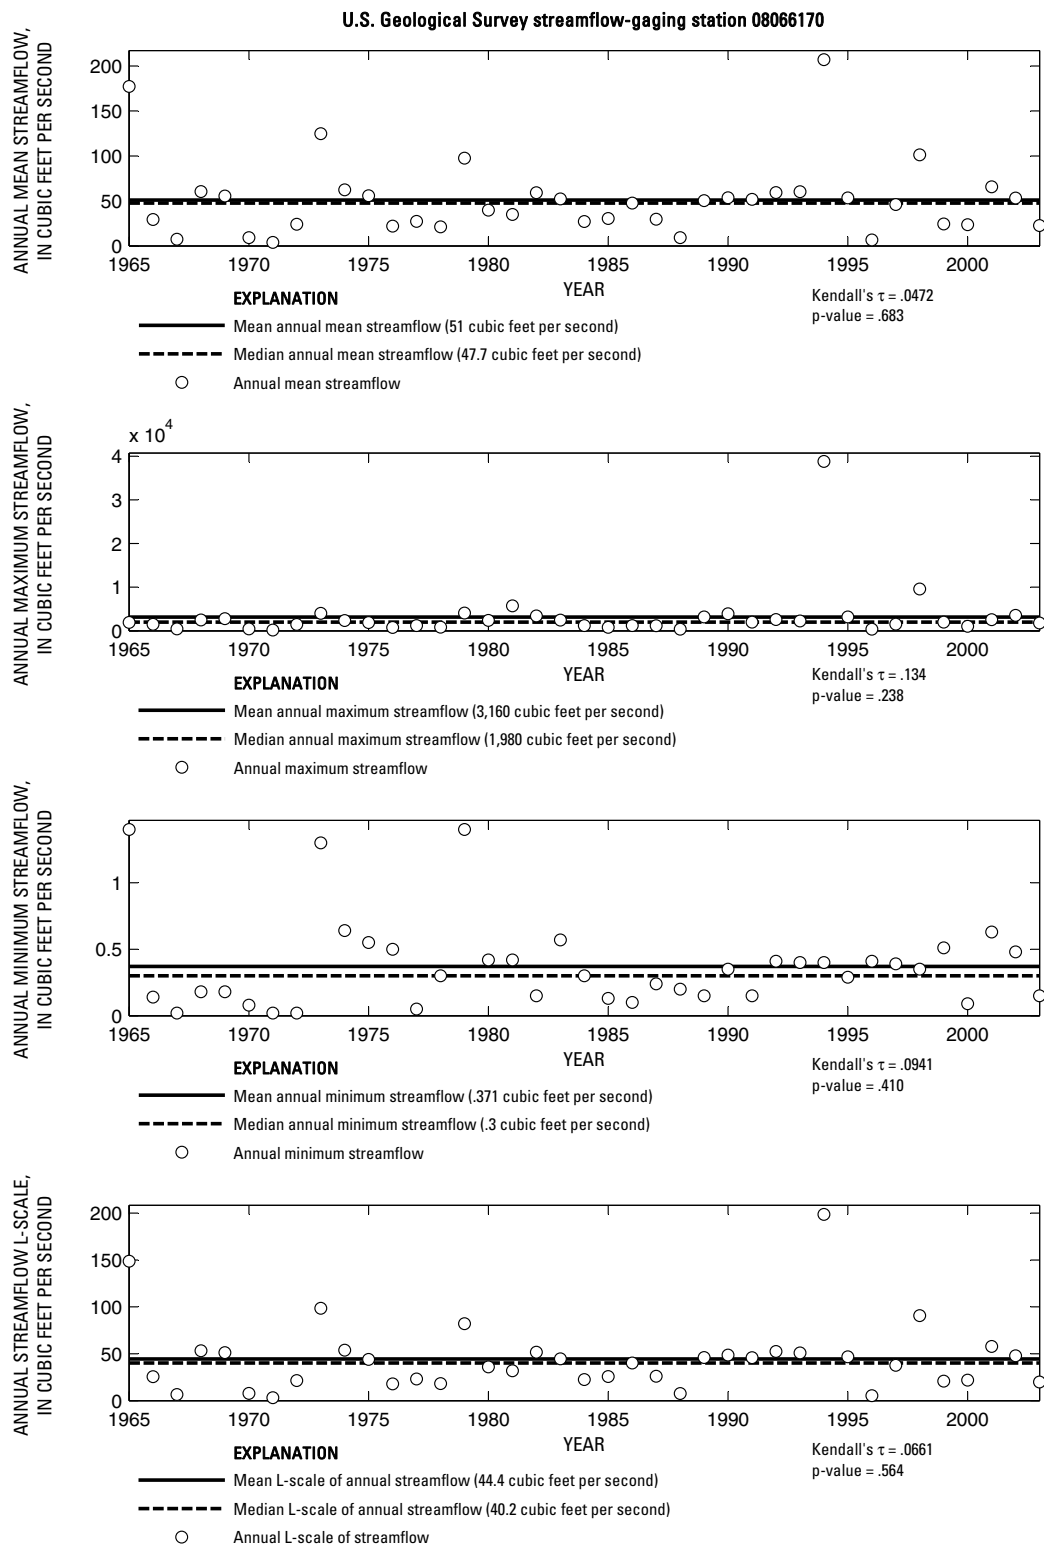 U.S. Geological Survey streamflow-gaging station 08066170
ANNUAL MEAN STREAMFLOW,
IN CUBIC FEET PER SECOND
200
150
100
50
0
1965 1970 1975 1980 1985 1990 1995 2000
YEAR
Kendall's τ = .0472
p-value = .683
EXPLANATION
Mean annual mean streamflow (51 cubic feet per second)
Median annual mean streamflow (47.7 cubic feet per second)
Annual mean streamflow
ANNUAL MAXIMUM STREAMFLOW,
IN CUBIC FEET PER SECOND
x 10^4
4
3
2
1
0
1965 1970 1975 1980 1985 1990 1995 2000
YEAR
Kendall's τ = .134
p-value = .238
EXPLANATION
Mean annual maximum streamflow (3,160 cubic feet per second)
Median annual maximum streamflow (1,980 cubic feet per second)
Annual maximum streamflow
ANNUAL MINIMUM STREAMFLOW,
IN CUBIC FEET PER SECOND
1
0.5
0
1965 1970 1975 1980 1985 1990 1995 2000
YEAR
Kendall's τ = .0941
p-value = .410
EXPLANATION
Mean annual minimum streamflow (.371 cubic feet per second)
Median annual minimum streamflow (.3 cubic feet per second)
Annual minimum streamflow
ANNUAL STREAMFLOW L-SCALE,
IN CUBIC FEET PER SECOND
200
150
100
50
0
1965 1970 1975 1980 1985 1990 1995 2000
YEAR
Kendall's τ = .0661
p-value = .564
EXPLANATION
Mean L-scale of annual streamflow (44.4 cubic feet per second)
Median L-scale of annual streamflow (40.2 cubic feet per second)
Annual L-scale of streamflow